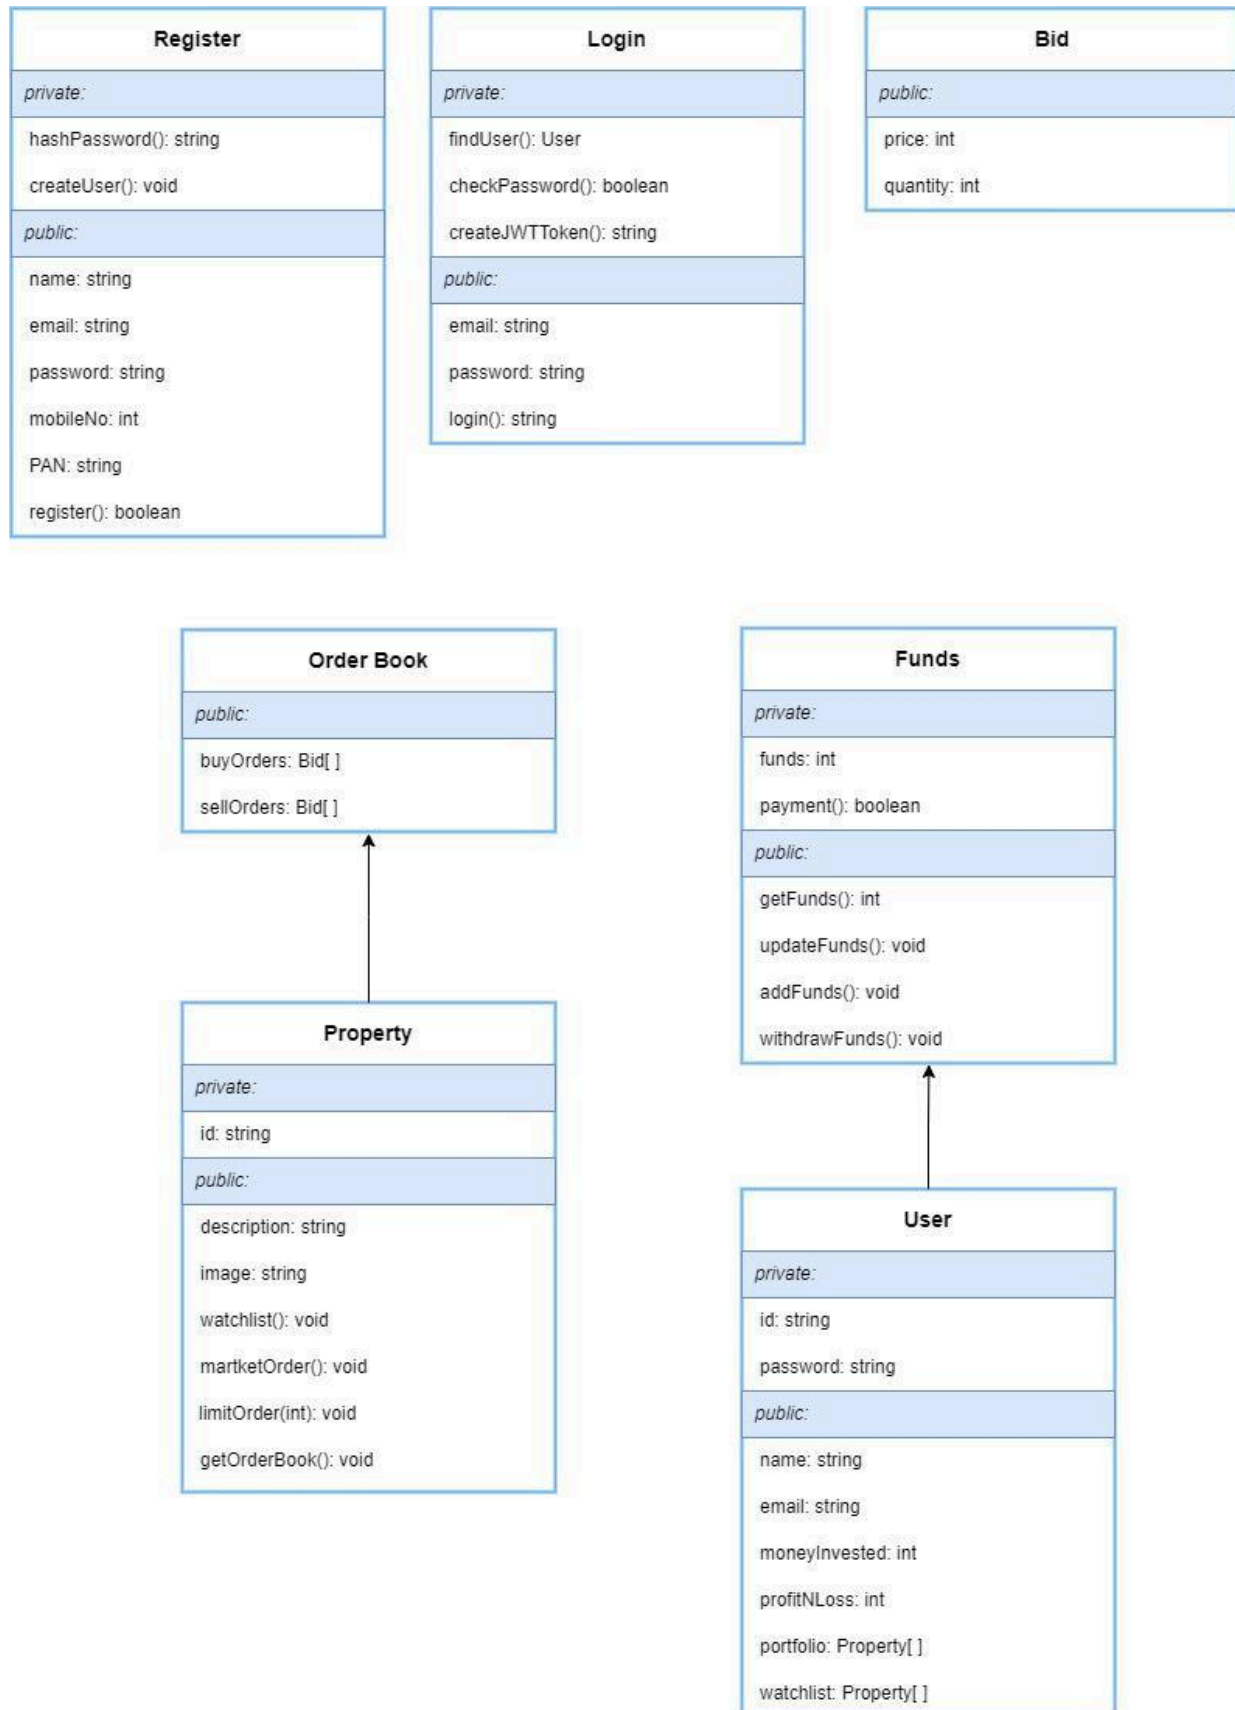 Register
private:
hashPassword(): string
createUser(): void
public:
name: string
email: string
password: string
mobileNo: int
PAN: string
register(): boolean
Login
private:
findUser(): User
checkPassword(): boolean
createJWTToken(): string
public:
email: string
password: string
login(): string
Bid
public:
price: int
quantity: int
Order Book
public:
buyOrders: Bid[ ]
sellOrders: Bid[ ]
Property
private:
id: string
public:
description: string
image: string
watchlist(): void
martketOrder(): void
limitOrder(int): void
getOrderBook(): void
Funds
private:
funds: int
payment(): boolean
public:
getFunds(): int
updateFunds(): void
addFunds(): void
withdrawFunds(): void
User
private:
id: string
password: string
public:
name: string
email: string
moneyInvested: int
profitNLoss: int
portfolio: Property[ ]
watchlist: Property[ ]